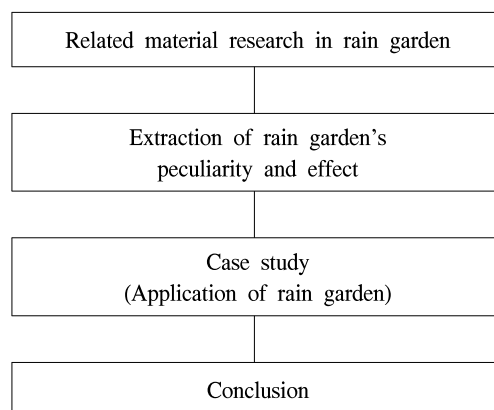 Related material research in rain garden
Extraction of rain garden's
peculiarity and effect
Case study
(Application of rain garden)
Conclusion